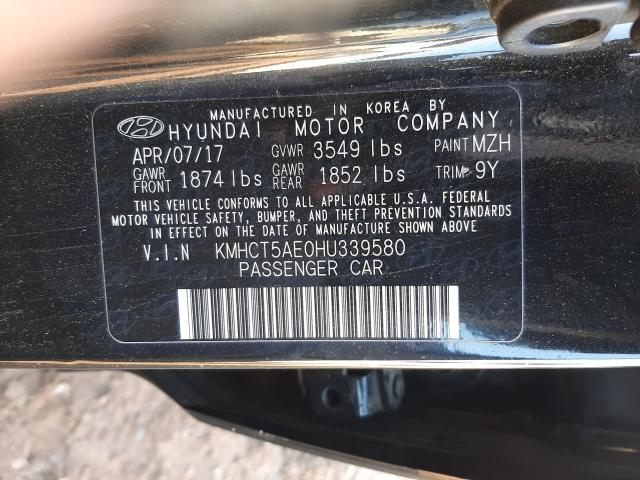 MANUFACTURED IN KOREA BY
HYUNDAI MOTOR COMPANY
APR/07/17 GVWR 3549 lbs PAINT MZH
GAWR FRONT 1874 lbs GAWR REAR 1852 lbs TRIM 9Y
THIS VEHICLE CONFORMS TO ALL APPLICABLE U.S.A. FEDERAL
MOTOR VEHICLE SAFETY, BUMPER, AND THEFT PREVENTION STANDARDS
IN EFFECT ON THE DATE OF MANUFACTURE SHOWN ABOVE.
V.I.N KMHCT5AE0HU339580
PASSENGER CAR